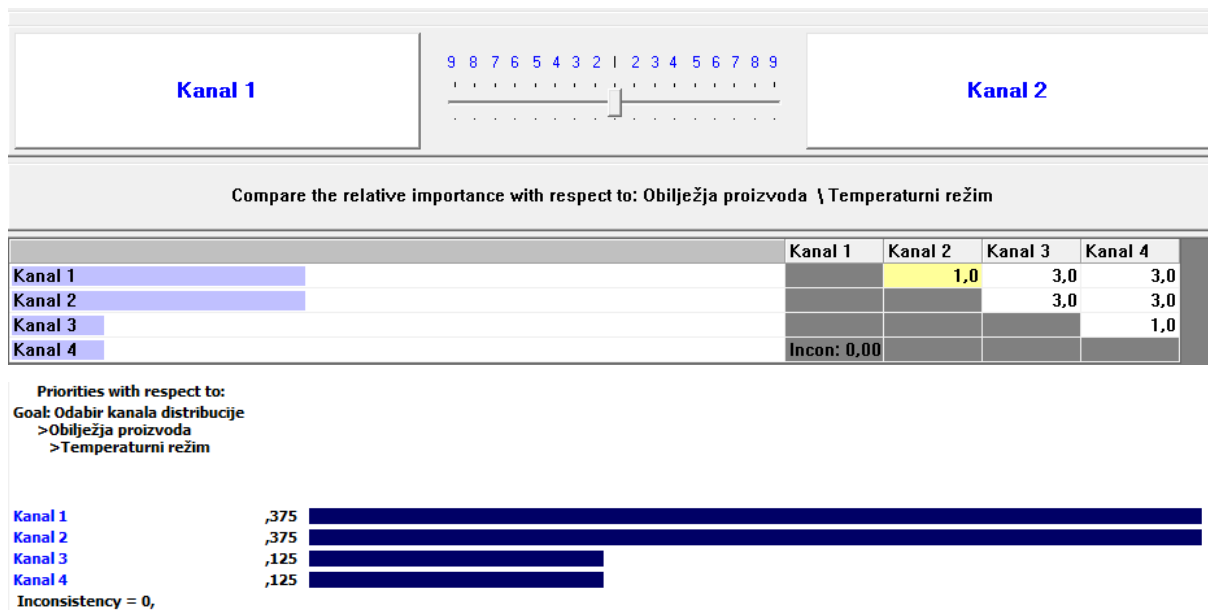 Kanal 1
9 8 7 6 5 4 3 2 1 2 3 4 5 6 7 8 9
Kanal 2
Compare the relative importance with respect to: Obilježja proizvoda \ Temperaturni režim
Kanal 1 Kanal 2 Kanal 3 Kanal 4
Kanal 1 1,0 3,0 3,0
Kanal 2 3,0 3,0
Kanal 3 1,0
Kanal 4 Incon: 0,00
Priorities with respect to:
Goal: Odabir kanala distribucije
>Obilježja proizvoda
>Temperaturni režim
Kanal 1 ,375
Kanal 2 ,375
Kanal 3 ,125
Kanal 4 ,125
Inconsistency = 0,